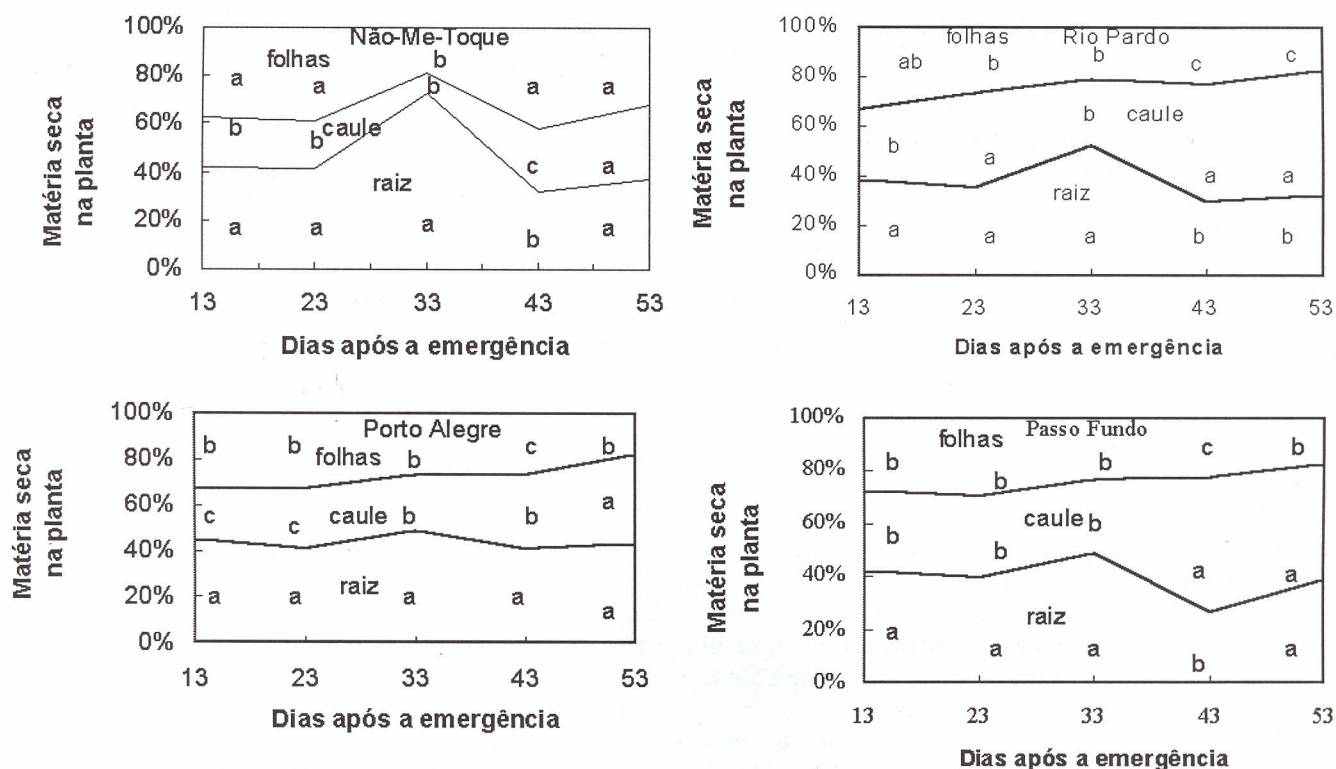 Não-Me-Toque
100%
80%
60%
40%
20%
0%
Matéria seca
na planta
folhas
b
a a a a
b b caule b c a
raiz
a a a b a
13 23 33 43 53
Dias após a emergência
folhas Rio Pardo
100%
80%
60%
40%
20%
0%
Matéria seca
na planta
ab b b c c
b caule
b a a a
raiz
a a a b b
13 23 33 43 53
Dias após a emergência
Porto Alegre
100%
80%
60%
40%
20%
0%
Matéria seca
na planta
b b folhas b c b
c c caule b b a
raiz
a a a a a
13 23 33 43 53
Dias após a emergência
folhas Passo Fundo
100%
80%
60%
40%
20%
0%
Matéria seca
na planta
b b b c b
caule
b b b a a
raiz
a a a b a
13 23 33 43 53
Dias após a emergência